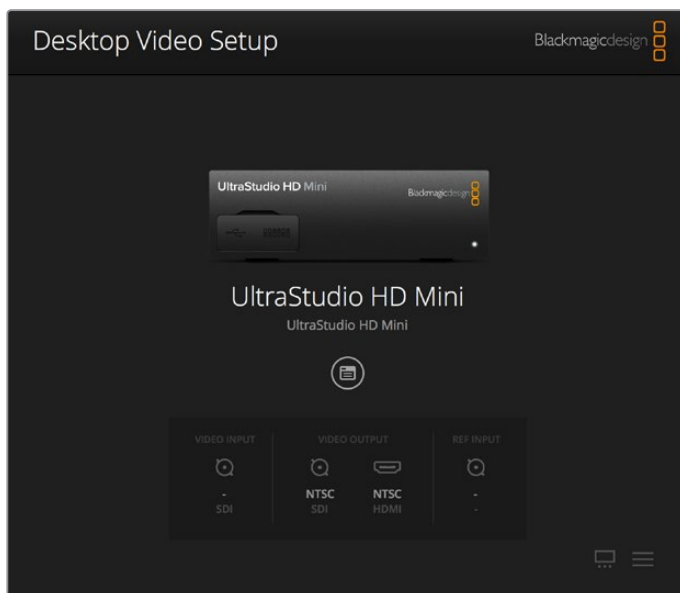 Desktop Video Setup
Blackmagicdesign
UltraStudio HD Mini
Blackmagicdesign
UltraStudio HD Mini
UltraStudio HD Mini
VIDEO INPUT VIDEO OUTPUT REF INPUT
- NTSC NTSC -
SDI SDI HDMI -